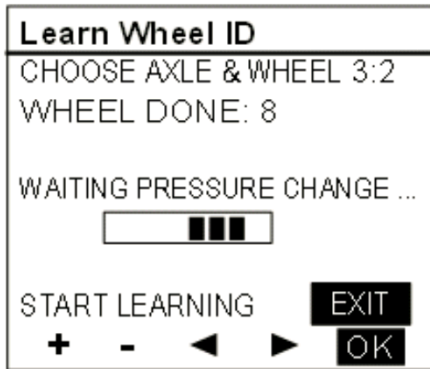 Learn Wheel ID
CHOOSE AXLE & WHEEL 3:2
WHEEL DONE: 8
WAITING PRESSURE CHANGE ...
START LEARNING EXIT
+ - ◀ ▶ OK